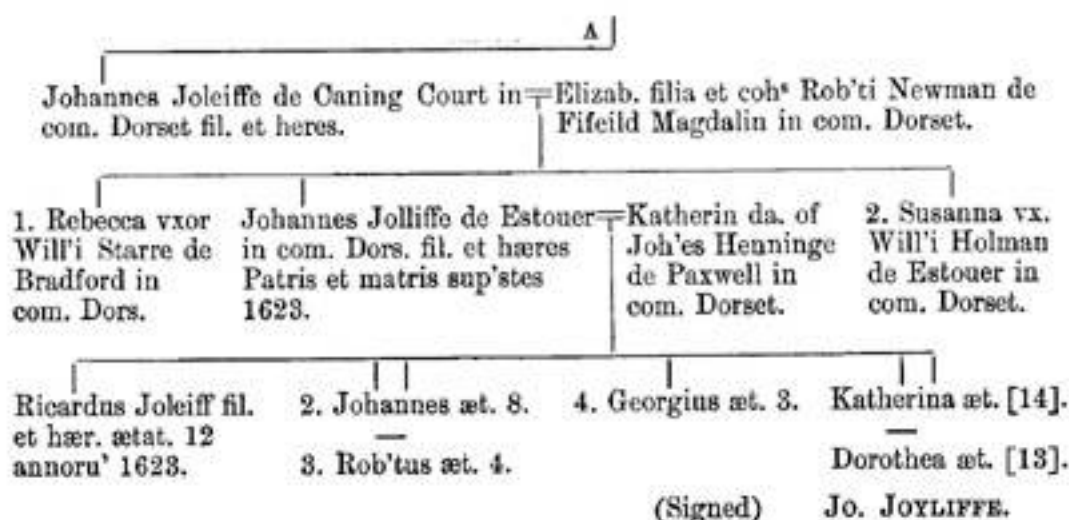 A
Johannes Joleiffe de Caning Court in
com. Dorset fil. et heres.
Elizab. filia et cohˢ Rob'ti Newman de
Fifeild Magdalin in com. Dorset.
1. Rebecca vxor
Will'i Starre de
Bradford in
com. Dors.
Johannes Jolliffe de Estouer
in com. Dors. fil. et hæres
Patris et matris sup'stes
1623.
Katherin da. of
Joh'es Henninge
de Paxwell in
com. Dorset.
2. Susanna vx.
Will'i Holman
de Estouer in
com. Dorset.
Ricardus Joleiff fil.
et hær. ætat. 12
annoru' 1623.
2. Johannes æt. 8.
3. Rob'tus æt. 4.
4. Georgius æt. 3.
Katherina æt. [14].
Dorothea æt. [13].
(Signed) Jo. Joyliffe.